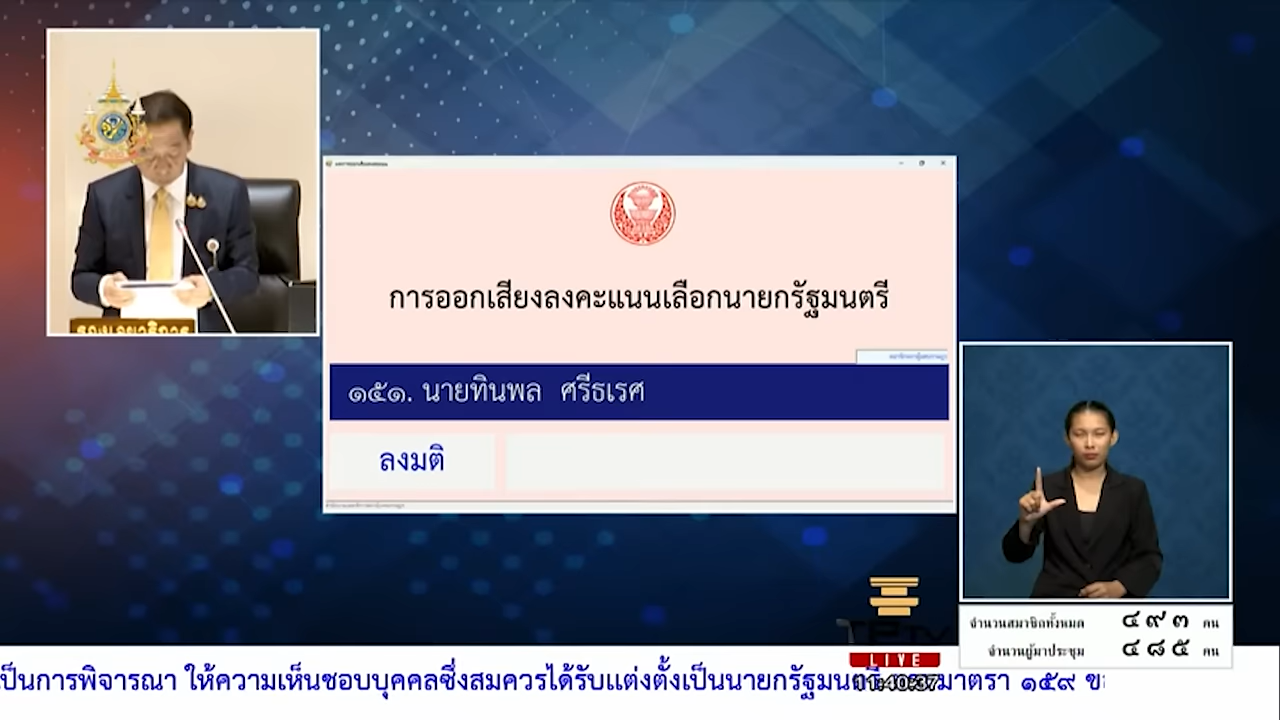 การออกเสียงลงคะแนนเลือกนายกรัฐมนตรี
๑๕๑. นายทินพล ศรีธเรศ
ลงมติ
จำนวนสมาชิกทั้งหมด ๔๙๓ คน
จำนวนผู้มาประชุม ๔๘๕ คน
LIVE
11:40:37
เป็นการพิจารณา ให้ความเห็นชอบบุคคลซึ่งสมควรได้รับแต่งตั้งเป็นนายกรัฐมนตรี มาตรา ๑๕๙